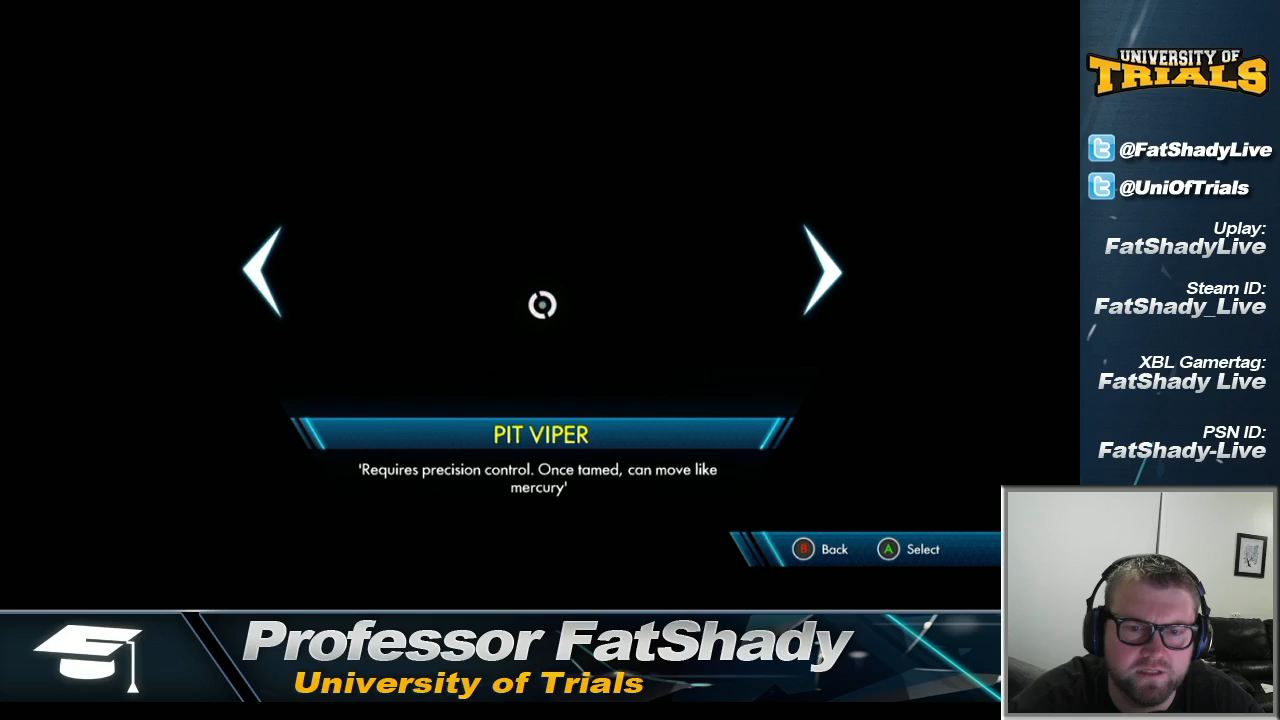 UNIVERSITY OF
TRIALS
@FatShadyLive
@UniOfTrials
Uplay:
FatShadyLive
Steam ID:
FatShady_Live
XBL Gamertag:
FatShady Live
PSN ID:
FatShady-Live
PIT VIPER
'Requires precision control. Once tamed, can move like
mercury'
B Back A Select
Professor FatShady
University of Trials